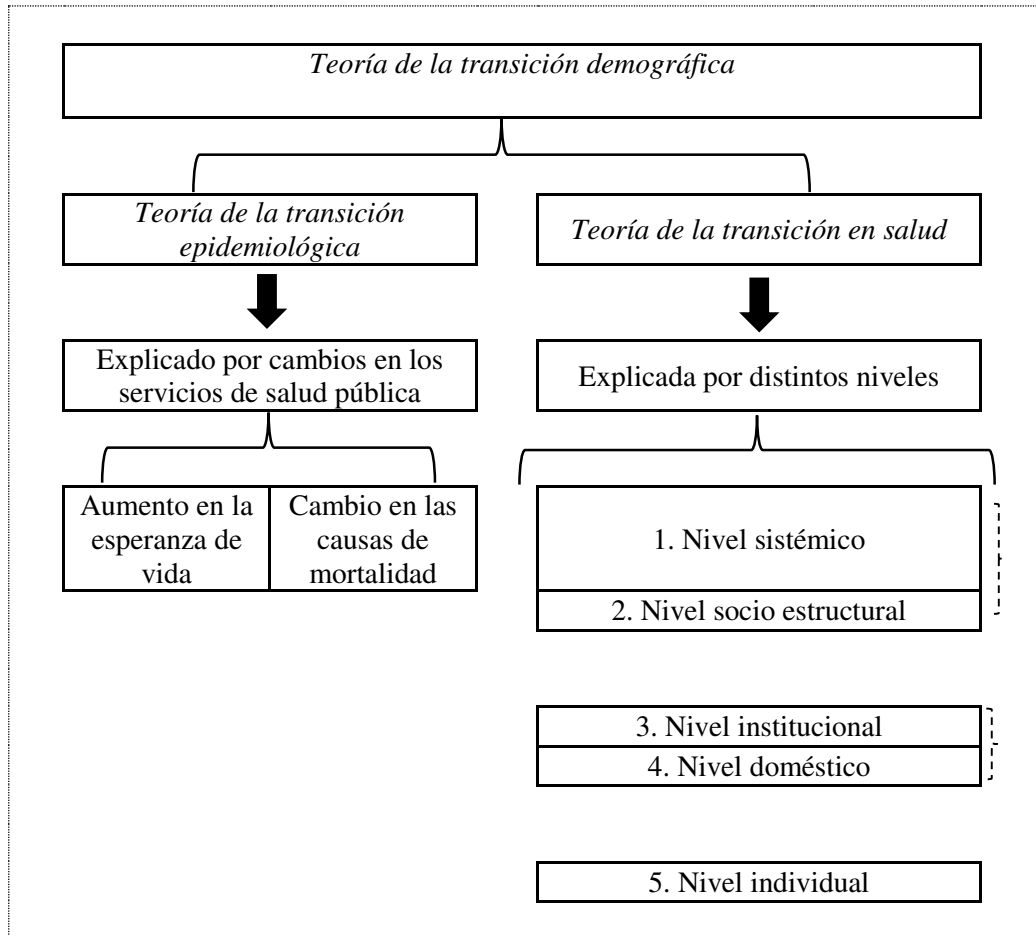 Teoría de la transición demográfica
Teoría de la transición
epidemiológica
Teoría de la transición en salud
Explicado por cambios en los
servicios de salud pública
Explicada por distintos niveles
Aumento en la
esperanza de
vida
Cambio en las
causas de
mortalidad
1. Nivel sistémico
2. Nivel socio estructural
3. Nivel institucional
4. Nivel doméstico
5. Nivel individual